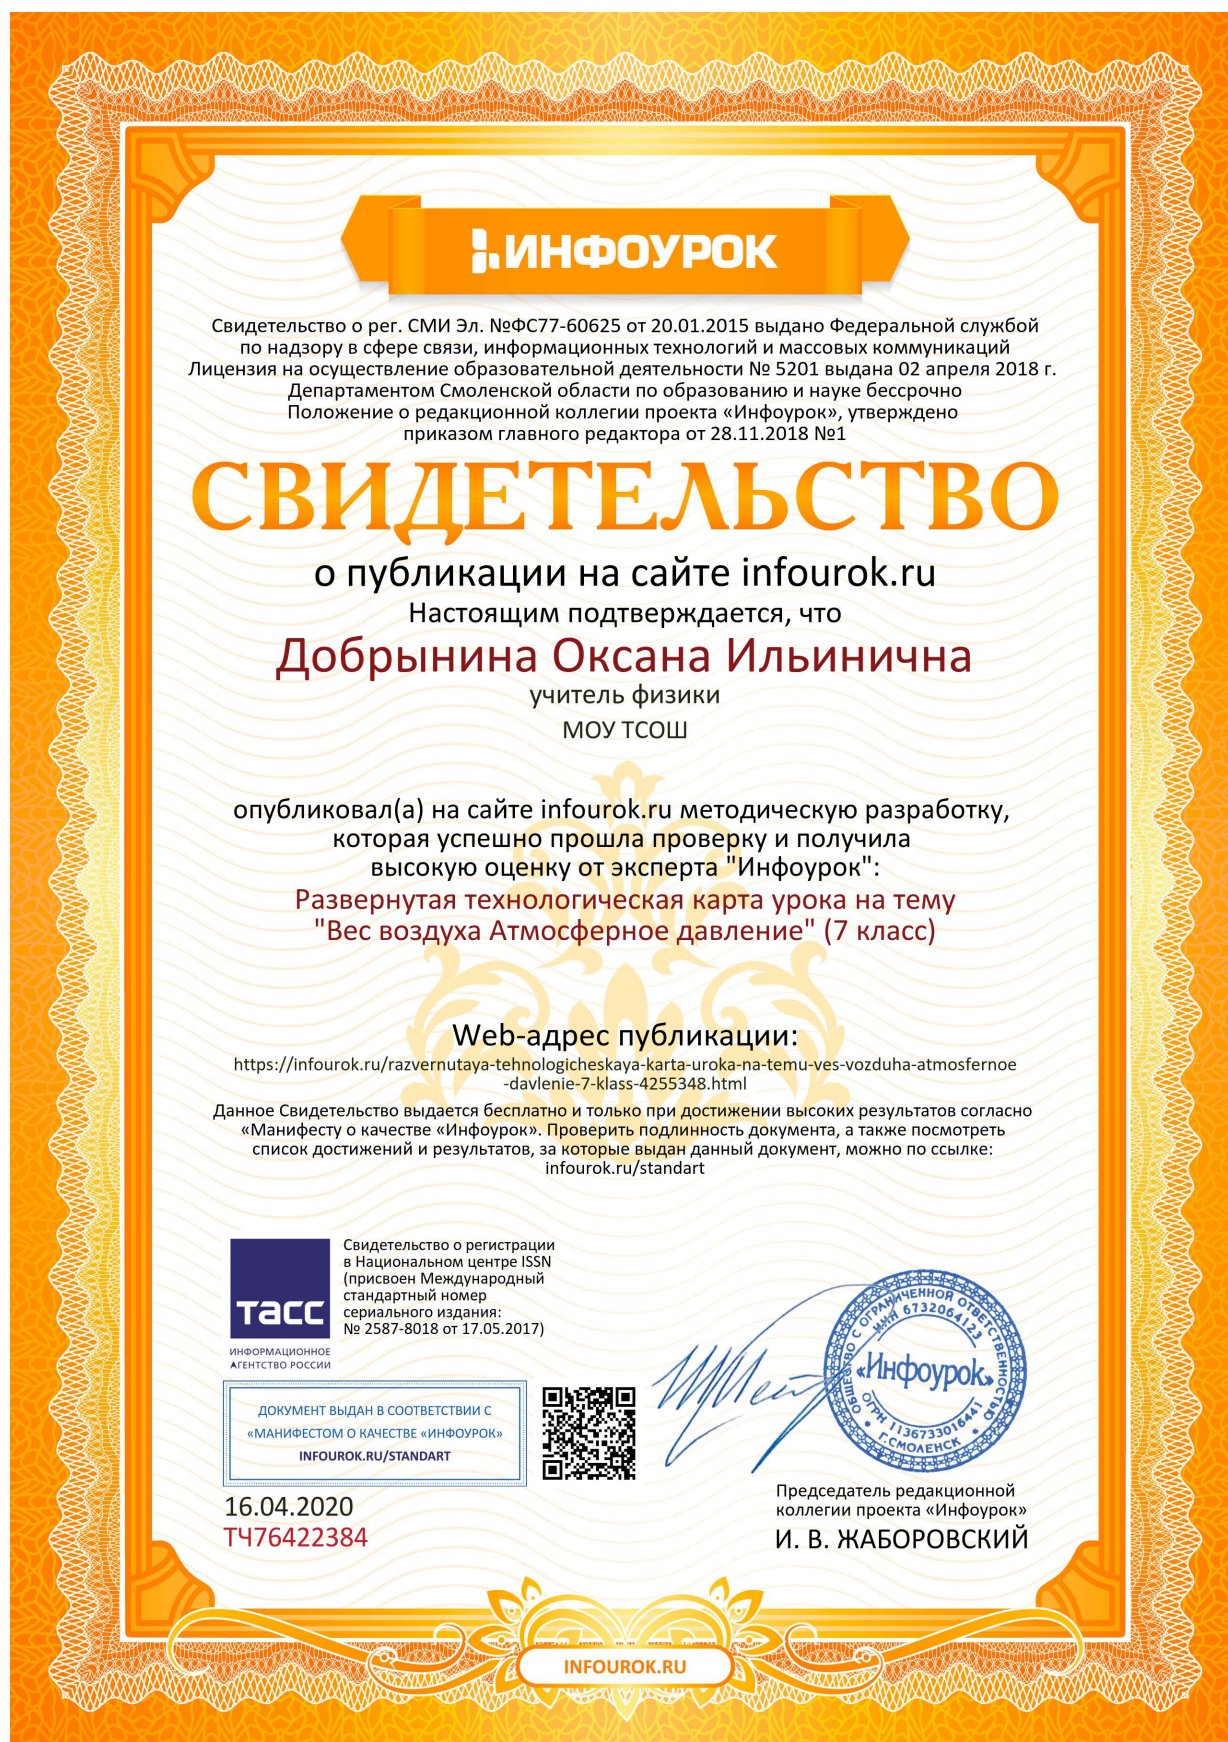 ИНФОУРОК
Свидетельство о рег. СМИ Эл. №ФС77-60625 от 20.01.2015 выдано Федеральной службой
по надзору в сфере связи, информационных технологий и массовых коммуникаций
Лицензия на осуществление образовательной деятельности № 5201 выдана 02 апреля 2018 г.
Департаментом Смоленской области по образованию и науке бессрочно
Положение о редакционной коллегии проекта «Инфоурок», утверждено
приказом главного редактора от 28.11.2018 №1
СВИДЕТЕЛЬСТВО
о публикации на сайте infourok.ru
Настоящим подтверждается, что
Добрынина Оксана Ильинична
учитель физики
МОУ ТСОШ
опубликовал(а) на сайте infourok.ru методическую разработку,
которая успешно прошла проверку и получила
высокую оценку от эксперта "Инфоурок":
Развернутая технологическая карта урока на тему
"Вес воздуха Атмосферное давление" (7 класс)
Web-адрес публикации:
https://infourok.ru/razvernutaya-tehnologicheskaya-karta-uroka-na-temu-ves-vozduha-atmosfernoe
-davlenie-7-klass-4255348.html
Данное Свидетельство выдается бесплатно и только при достижении высоких результатов согласно
«Манифесту о качестве «Инфоурок». Проверить подлинность документа, а также посмотреть
список достижений и результатов, за которые выдан данный документ, можно по ссылке:
infourok.ru/standart
тасс
ИНФОРМАЦИОННОЕ
АГЕНТСТВО РОССИИ
Свидетельство о регистрации
в Национальном центре ISSN
(присвоен Международный
стандартный номер
сериального издания:
№ 2587-8018 от 17.05.2017)
ДОКУМЕНТ ВЫДАН В СООТВЕТСТВИИ С
«МАНИФЕСТОМ О КАЧЕСТВЕ «ИНФОУРОК»
INFOUROK.RU/STANDART
16.04.2020
ТЧ76422384
ОБЩЕСТВО С ОГРАНИЧЕННОЙ ОТВЕТСТВЕННОСТЬЮ
ИНН 6732064123
«Инфоурок»
ОГРН 1136733016441
Г.СМОЛЕНСК
Председатель редакционной
коллегии проекта «Инфоурок»
И. В. ЖАБОРОВСКИЙ
INFOUROK.RU